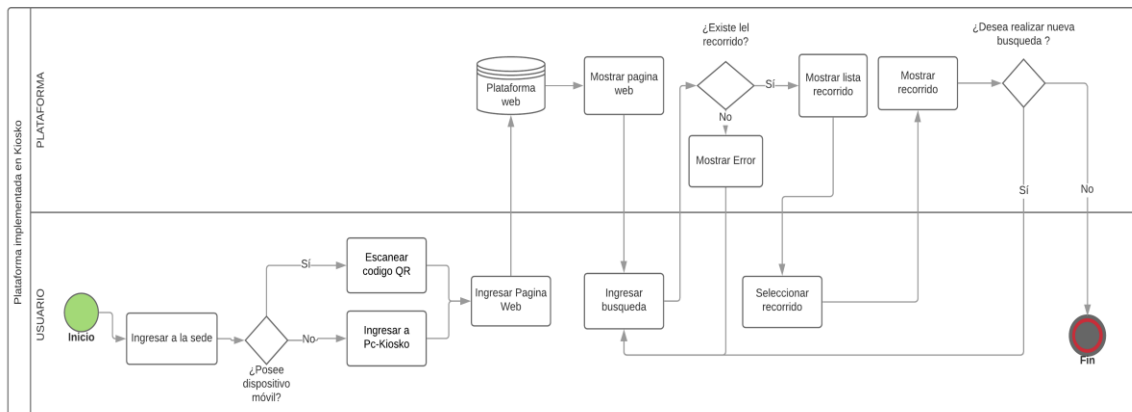 Plataforma implementada en Kiosko
PLATAFORMA
Plataforma
web
Mostrar pagina
web
¿Existe lel
recorrido?
Sí
No
Mostrar Error
Mostrar lista
recorrido
Mostrar
recorrido
¿Desea realizar nueva
busqueda ?
Sí
No
USUARIO
Inicio
Ingresar a la sede
¿Posee
dispositivo
móvil?
Sí
No
Escanear
codigo QR
Ingresar a
Pc-Kiosko
Ingresar Pagina
Web
Ingresar
busqueda
Seleccionar
recorrido
Fin